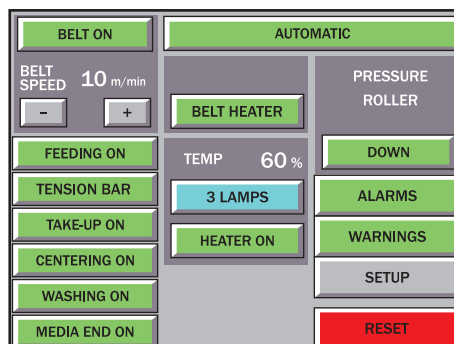 BELT ON
AUTOMATIC
BELT
SPEED 10 m/min
- +
BELT HEATER
PRESSURE
ROLLER
FEEDING ON
TEMP 60 %
DOWN
TENSION BAR
3 LAMPS
ALARMS
TAKE-UP ON
HEATER ON
WARNINGS
CENTERING ON
SETUP
WASHING ON
MEDIA END ON
RESET